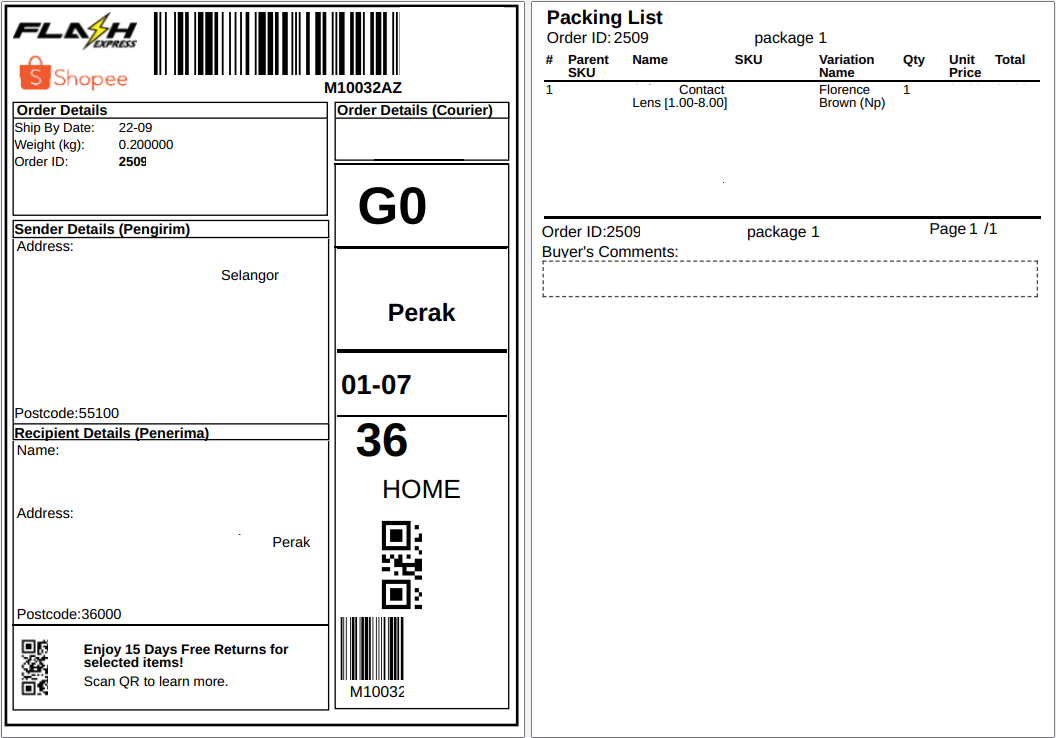 FLASH
EXPRESS
Shopee
M10032AZ
Order Details
Ship By Date: 22-09
Weight (kg): 0.200000
Order ID: 2509
Order Details (Courier)
G0
Perak
01-07
36
HOME
M10032
Sender Details (Pengirim)
Address:
Selangor
Postcode:55100
Recipient Details (Penerima)
Name:
Address:
Perak
Postcode:36000
Enjoy 15 Days Free Returns for
selected items!
Scan QR to learn more.
Packing List
Order ID: 2509 package 1
# Parent SKU Name SKU Variation Name Qty Unit Price Total
1 Contact Florence 1
Lens [1.00-8.00] Brown (Np)
Order ID:2509 package 1 Page 1 /1
Buyer's Comments: